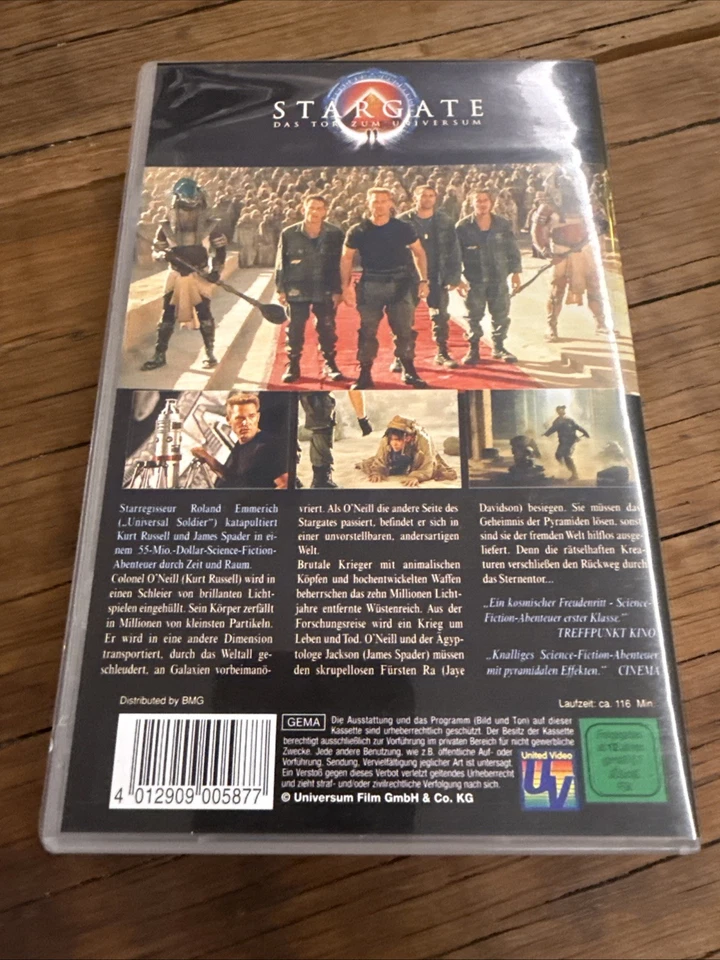 STARGATE
DAS TOR ZUM UNIVERSUM
Starregisseur Roland Emmerich
(„Universal Soldier") katapultiert
Kurt Russell und James Spader in ei-
nem 55-Mio.-Dollar-Science-Fiction-
Abenteuer durch Zeit und Raum.
Colonel O'Neill (Kurt Russell) wird in
einen Schleier von brillanten Licht-
spielen eingehüllt. Sein Körper zerfällt
in Millionen von kleinsten Partikeln.
Er wird in eine andere Dimension
transportiert, durch das Weltall ge-
schleudert, an Galaxien vorbeimanö-
vriert. Als O'Neill die andere Seite des
Stargates passiert, befindet er sich in
einer unvorstellbaren, andersartigen
Welt.
Brutale Krieger mit animalischen
Köpfen und hochentwickelten Waffen
beherrschen das zehn Millionen Licht-
jahre entfernte Wüstenreich. Aus der
Forschungsreise wird ein Krieg um
Leben und Tod. O'Neill und der Ägyp-
tologe Jackson (James Spader) müssen
den skrupellosen Fürsten Ra (Jaye
Davidson) besiegen. Sie müssen das
Geheimnis der Pyramiden lösen, sonst
sind sie der fremden Welt hilflos ausge-
liefert. Denn die rätselhaften Krea-
turen verschließen den Rückweg durch
das Sternentor...
„Ein kosmischer Freudenritt - Science-
Fiction-Abenteuer erster Klasse."
TREFFPUNKT KINO
„Knalliges Science-Fiction-Abenteuer
mit pyramidalen Effekten." CINEMA
Distributed by BMG
Laufzeit: ca. 116 Min.
4 012909 005877
GEMA
Die Ausstattung und das Programm (Bild und Ton) auf dieser
Kassette sind urheberrechtlich geschützt. Der Besitz der Kassette
berechtigt ausschließlich zur Vorführung im privaten Bereich für nicht gewerbliche
Zwecke. Jede andere Benutzung, wie z.B. öffentliche Auf- oder
Vorführung, Sendung, Vervielfältigung jeglicher Art ist untersagt.
Ein Verstoß gegen dieses Verbot verletzt geltendes Urheberrecht
und zieht straf- und/oder zivilrechtliche Verfolgung nach sich.
© Universum Film GmbH & Co. KG
United Video
UV